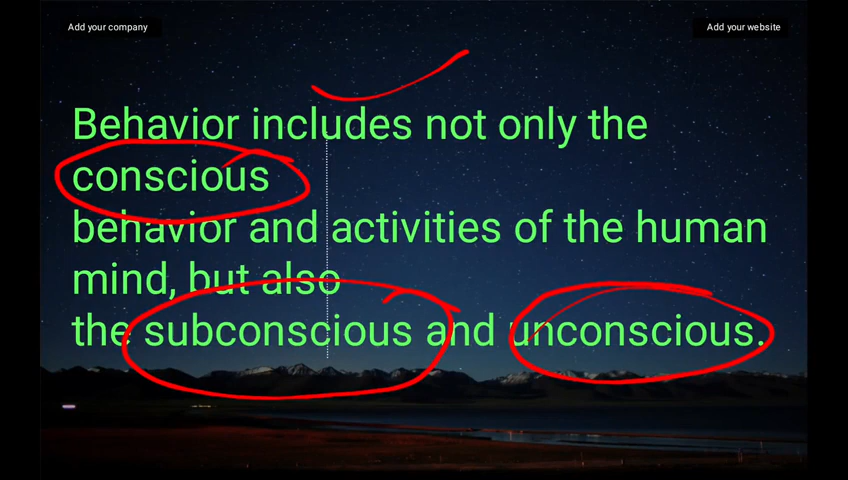 Add your company
Add your website
Behavior includes not only the
conscious
behavior and activities of the human
mind, but also
the subconscious and unconscious.